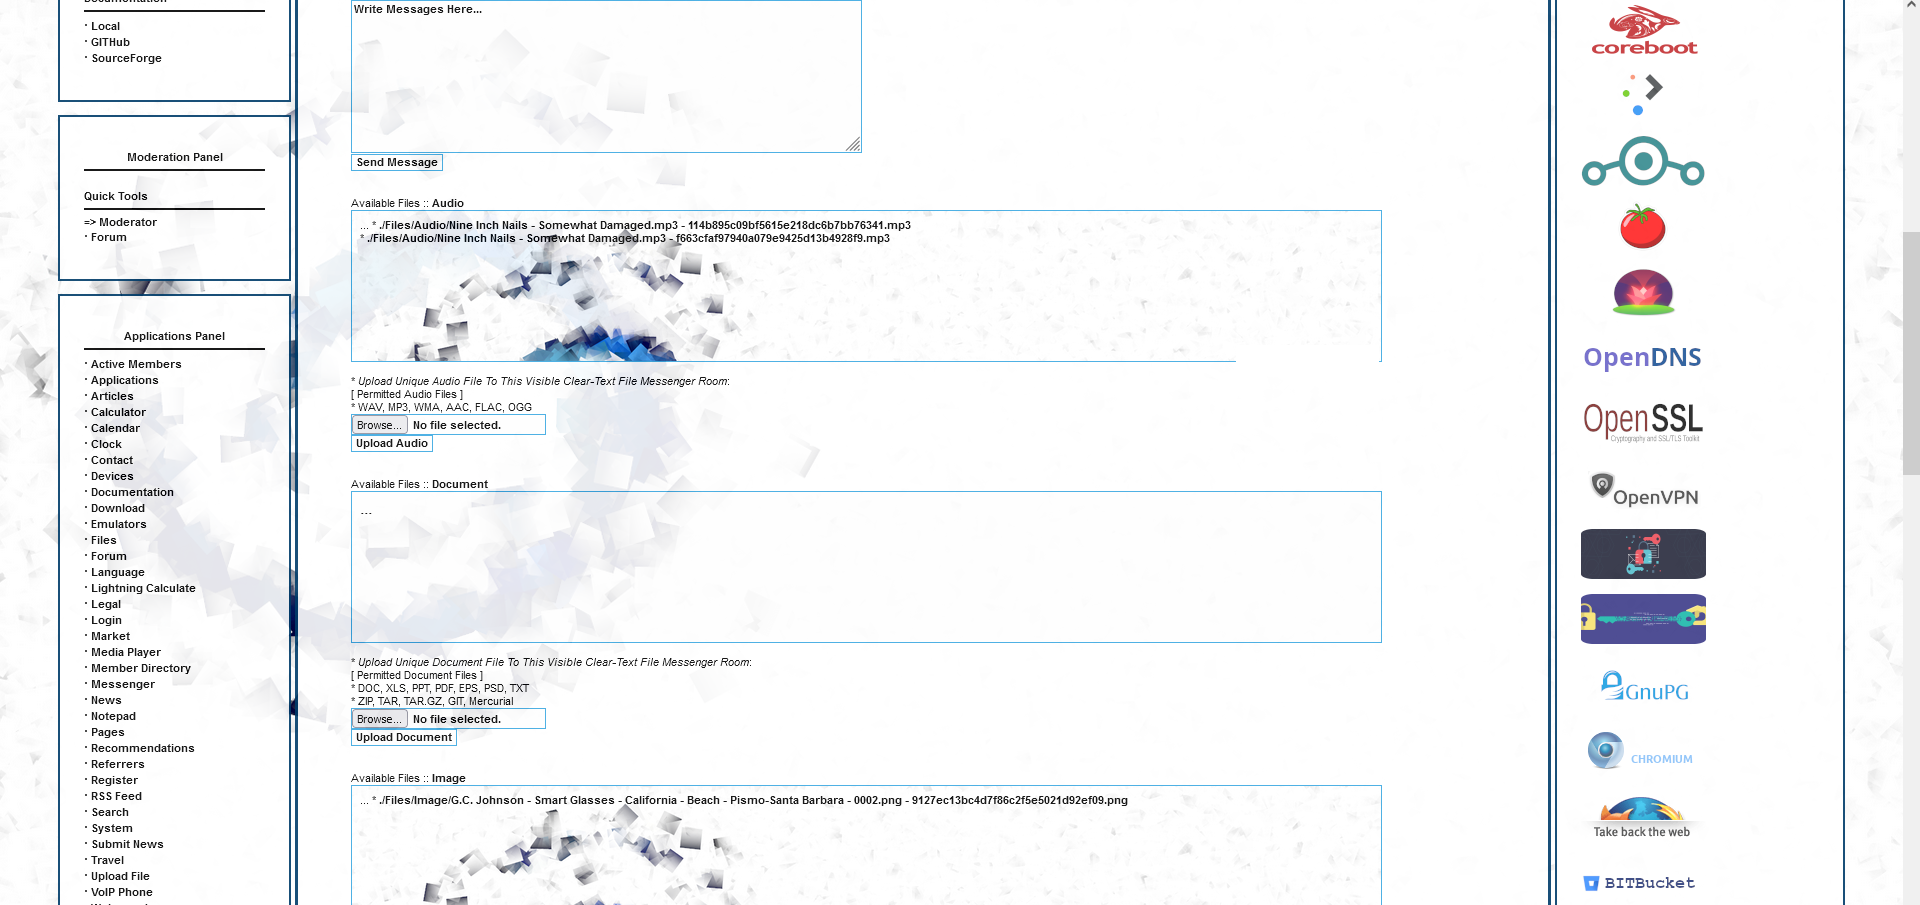 · Local
· GITHub
· SourceForge
Moderation Panel
Quick Tools
=> Moderator
· Forum
Applications Panel
· Active Members
· Applications
· Articles
· Calculator
· Calendar
· Clock
· Contact
· Devices
· Documentation
· Download
· Emulators
· Files
· Forum
· Language
· Lightning Calculate
· Legal
· Login
· Market
· Media Player
· Member Directory
· Messenger
· News
· Notepad
· Pages
· Recommendations
· Referrers
· Register
· RSS Feed
· Search
· System
· Submit News
· Travel
· Upload File
· VoIP Phone
Write Messages Here...
Send Message
Available Files :: Audio
... * ./Files/Audio/Nine Inch Nails - Somewhat Damaged.mp3 - 114b895c09bf5615e218dc6b7bb76341.mp3
* ./Files/Audio/Nine Inch Nails - Somewhat Damaged.mp3 - f663cfaf97940a079e9425d13b4928f9.mp3
* Upload Unique Audio File To This Visible Clear-Text File Messenger Room:
[ Permitted Audio Files ]
* WAV, MP3, WMA, AAC, FLAC, OGG
Browse... No file selected.
Upload Audio
Available Files :: Document
...
* Upload Unique Document File To This Visible Clear-Text File Messenger Room:
[ Permitted Document Files ]
* DOC, XLS, PPT, PDF, EPS, PSD, TXT
* ZIP, TAR, TAR.GZ, GIT, Mercurial
Browse... No file selected.
Upload Document
Available Files :: Image
... * ./Files/Image/G.C. Johnson - Smart Glasses - California - Beach - Pismo-Santa Barbara - 0002.png - 9127ec13bc4d7f86c2f5e5021d92ef09.png
coreboot
OpenDNS
OpenSSL
Cryptography and SSL/TLS Toolkit
OpenVPN
GnuPG
CHROMIUM
Take back the web
BITBucket